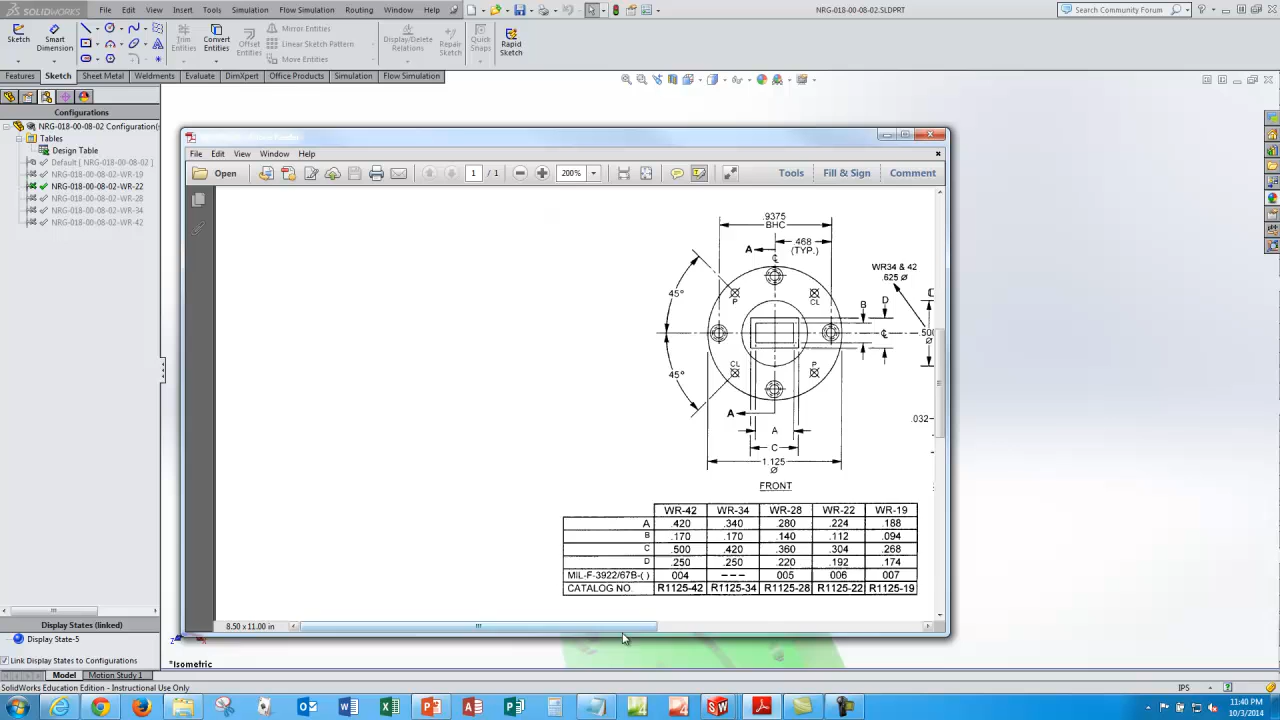 SOLIDWORKS File Edit View Insert Tools Simulation Flow Simulation Routing Window Help NRG-018-00-08-02.SLDPRT Search Community Forum
Sketch Smart Dimension Trim Entities Convert Entities Offset Entities Mirror Entities Linear Sketch Pattern Move Entities Display/Delete Relations Repair Sketch Quick Snaps Rapid Sketch
Features Sketch Sheet Metal Weldments Evaluate DimXpert Office Products Simulation Flow Simulation
Configurations
NRG-018-00-08-02 Configuration(s
Tables
Design Table
Default [ NRG-018-00-08-02 ]
NRG-018-00-08-02-WR-19
NRG-018-00-08-02-WR-22
NRG-018-00-08-02-WR-28
NRG-018-00-08-02-WR-34
NRG-018-00-08-02-WR-42
File Edit View Window Help
Open 1 / 1 200% Tools Fill & Sign Comment
.9375
BHC
A 468
(TYP.)
WR34 & 42
.625 Ø
45°
P CL B D
.500
Ø
45° CL P
.032
A
A
C
1.125
Ø
FRONT
WR-42 WR-34 WR-28 WR-22 WR-19
A .420 .340 .280 .224 .188
B .170 .170 .140 .112 .094
C .500 .420 .360 .304 .268
D .250 .250 .220 .192 .174
MIL-F-3922/67B-( ) 004 --- 005 006 007
CATALOG NO. R1125-42 R1125-34 R1125-28 R1125-22 R1125-19
8.50 x 11.00 in
Display States (linked)
Display State-5
Link Display States to Configurations
*Isometric
Model Motion Study 1
SolidWorks Education Edition - Instructional Use Only IPS
11:40 PM
10/3/2014